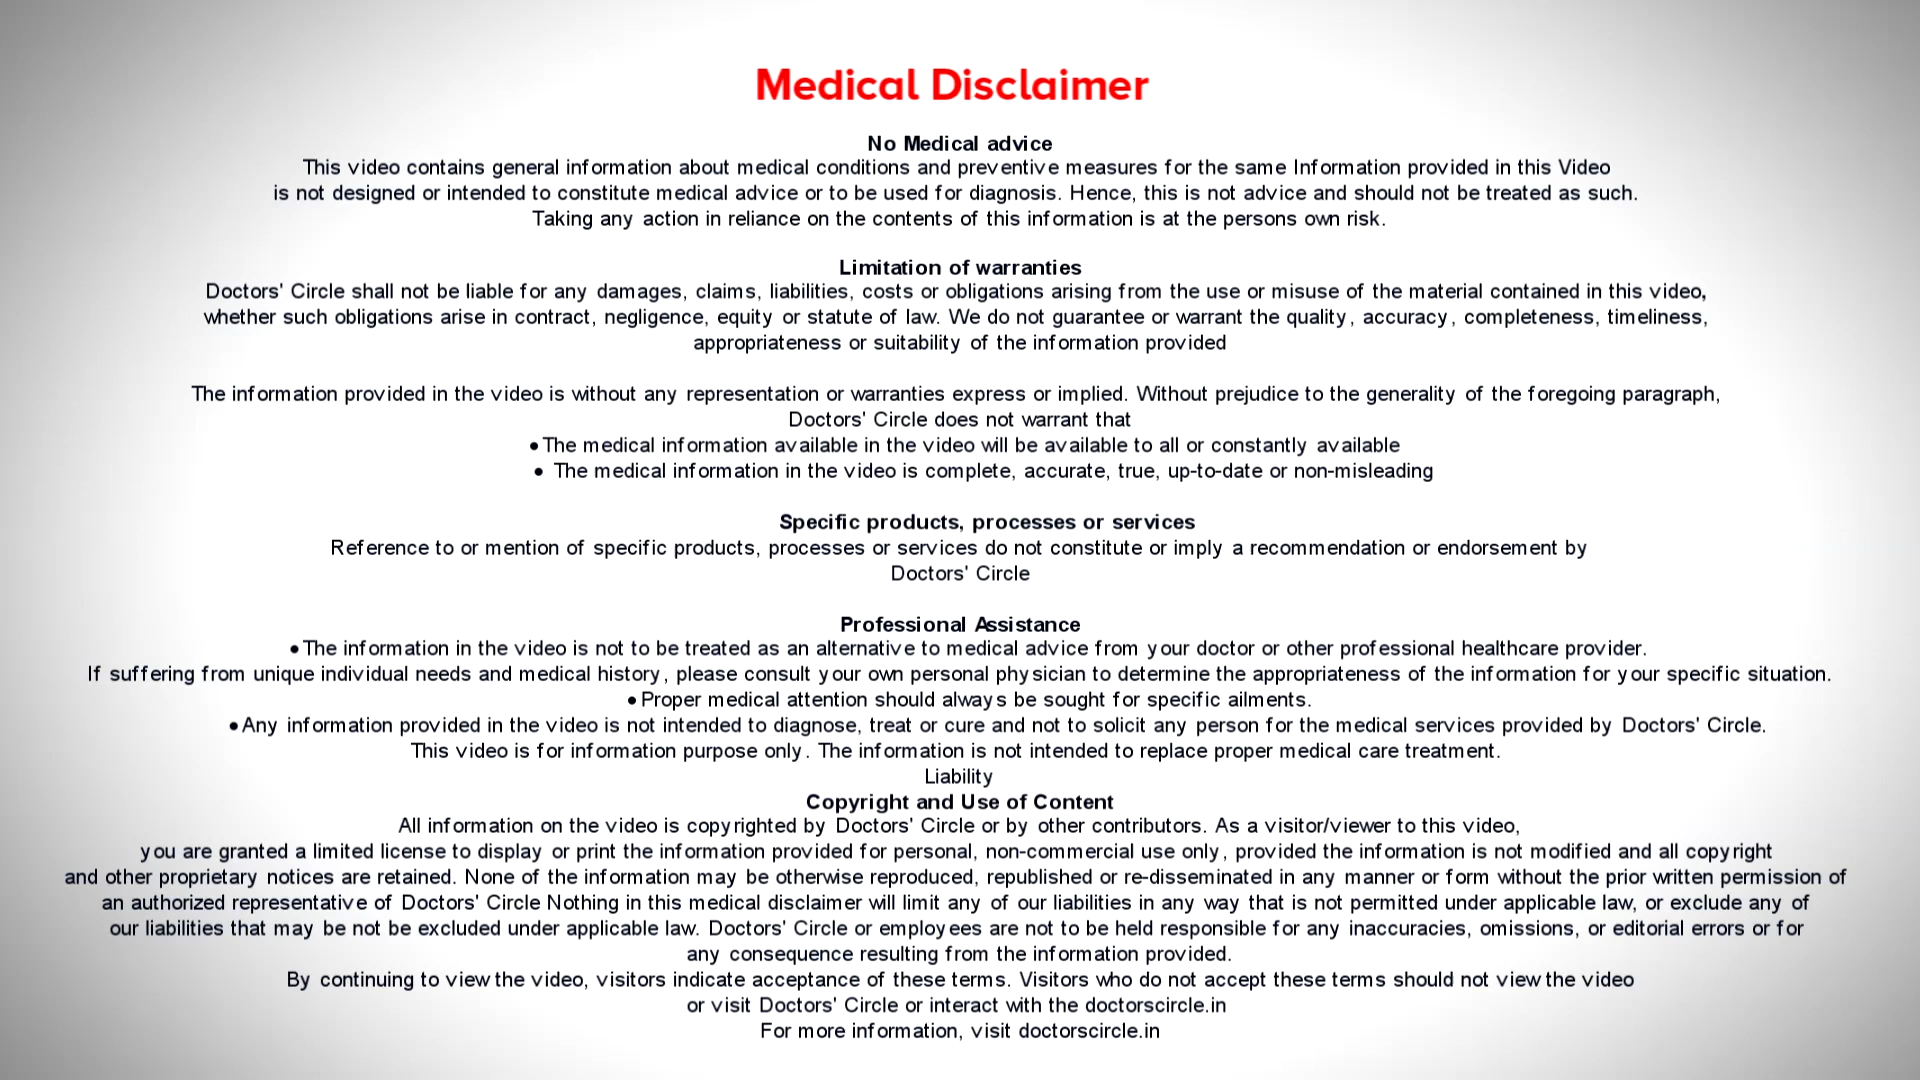 Medical Disclaimer
No Medical advice
This video contains general information about medical conditions and preventive measures for the same Information provided in this Video
is not designed or intended to constitute medical advice or to be used for diagnosis. Hence, this is not advice and should not be treated as such.
Taking any action in reliance on the contents of this information is at the persons own risk.
Limitation of warranties
Doctors' Circle shall not be liable for any damages, claims, liabilities, costs or obligations arising from the use or misuse of the material contained in this video,
whether such obligations arise in contract, negligence, equity or statute of law. We do not guarantee or warrant the quality, accuracy, completeness, timeliness,
appropriateness or suitability of the information provided
The information provided in the video is without any representation or warranties express or implied. Without prejudice to the generality of the foregoing paragraph,
Doctors' Circle does not warrant that
• The medical information available in the video will be available to all or constantly available
• The medical information in the video is complete, accurate, true, up-to-date or non-misleading
Specific products, processes or services
Reference to or mention of specific products, processes or services do not constitute or imply a recommendation or endorsement by
Doctors' Circle
Professional Assistance
• The information in the video is not to be treated as an alternative to medical advice from your doctor or other professional healthcare provider.
If suffering from unique individual needs and medical history, please consult your own personal physician to determine the appropriateness of the information for your specific situation.
• Proper medical attention should always be sought for specific ailments.
• Any information provided in the video is not intended to diagnose, treat or cure and not to solicit any person for the medical services provided by Doctors' Circle.
This video is for information purpose only. The information is not intended to replace proper medical care treatment.
Liability
Copyright and Use of Content
All information on the video is copyrighted by Doctors' Circle or by other contributors. As a visitor/viewer to this video,
you are granted a limited license to display or print the information provided for personal, non-commercial use only, provided the information is not modified and all copyright
and other proprietary notices are retained. None of the information may be otherwise reproduced, republished or re-disseminated in any manner or form without the prior written permission of
an authorized representative of Doctors' Circle Nothing in this medical disclaimer will limit any of our liabilities in any way that is not permitted under applicable law, or exclude any of
our liabilities that may be not be excluded under applicable law. Doctors' Circle or employees are not to be held responsible for any inaccuracies, omissions, or editorial errors or for
any consequence resulting from the information provided.
By continuing to view the video, visitors indicate acceptance of these terms. Visitors who do not accept these terms should not view the video
or visit Doctors' Circle or interact with the doctorscircle.in
For more information, visit doctorscircle.in